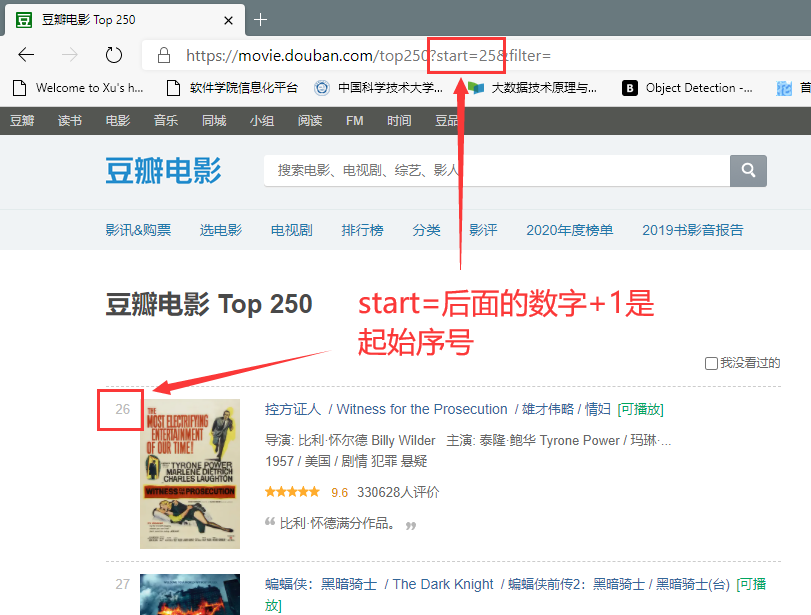 豆瓣电影 Top 250
https://movie.douban.com/top250?start=25&filter=
Welcome to Xu's h...
软件学院信息化平台
中国科学技术大学...
大数据技术原理与...
B
Object Detection -...
首
豆瓣 读书 电影 音乐 同城 小组 阅读 FM 时间 豆品
豆瓣电影
搜索电影、电视剧、综艺、影人
影讯&购票 选电影 电视剧 排行榜 分类 影评 2020年度榜单 2019书影音报告
豆瓣电影 Top 250
start=后面的数字+1是
起始序号
我没看过的
26
THE MOST ELECTRIFYING
ENTERTAINMENT
OF OUR TIME!
TYRONE POWER
MARLENE DIETRICH
CHARLES LAUGHTON
WITNESS FOR THE PROSECUTION
控方证人 / Witness for the Prosecution / 雄才伟略 / 情妇 [可播放]
导演: 比利·怀尔德 Billy Wilder 主演: 泰隆·鲍华 Tyrone Power / 玛琳·...
1957 / 美国 / 剧情 犯罪 悬疑
9.6 330628人评价
“ 比利·怀德满分作品。 ”
27
蝙蝠侠：黑暗骑士 / The Dark Knight / 蝙蝠侠前传2：黑暗骑士 / 黑暗骑士(台) [可播
放]